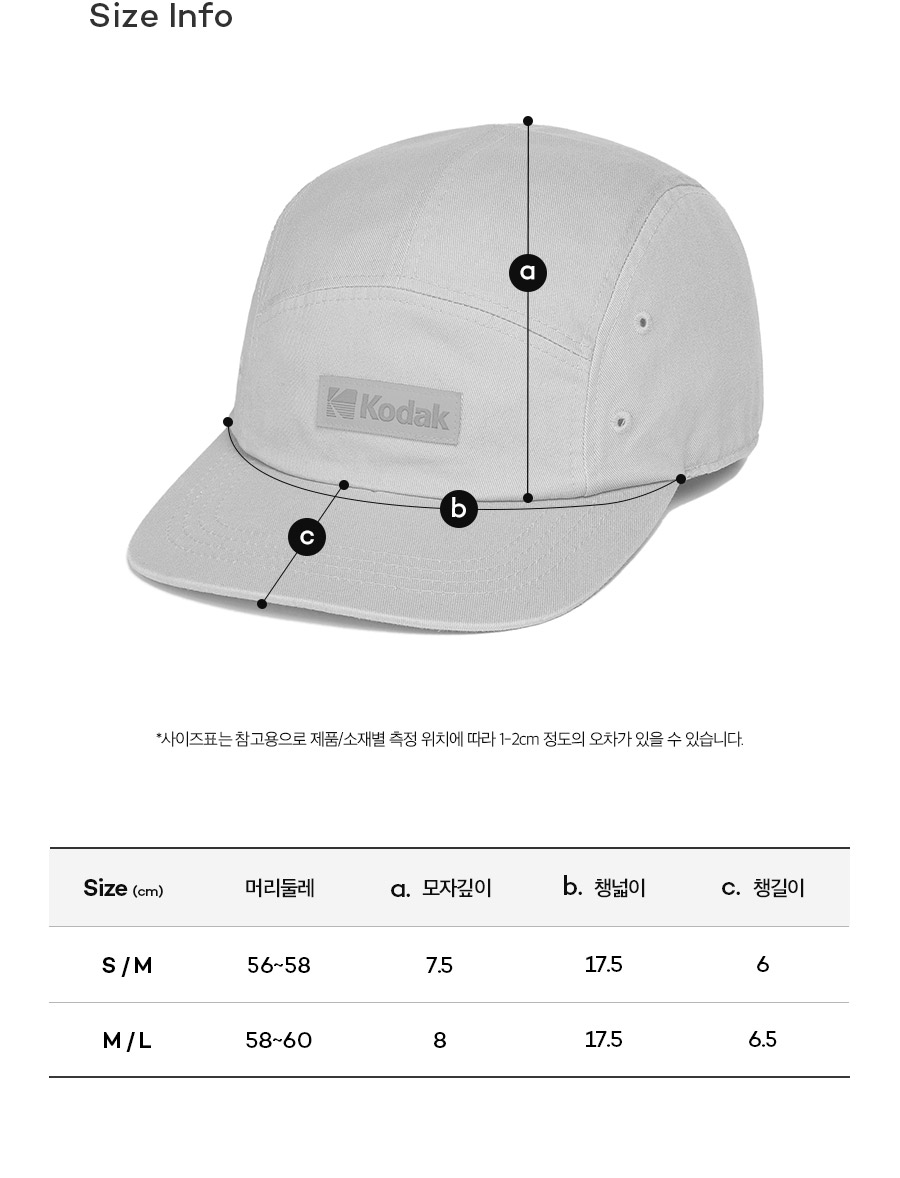 Size Info
a
Kodak
b
c
*사이즈표는 참고용으로 제품/소재별 측정 위치에 따라 1-2cm 정도의 오차가 있을 수 있습니다.
Size (cm) 머리둘레 a. 모자깊이 b. 챙넓이 c. 챙길이
S / M 56~58 7.5 17.5 6
M / L 58~60 8 17.5 6.5